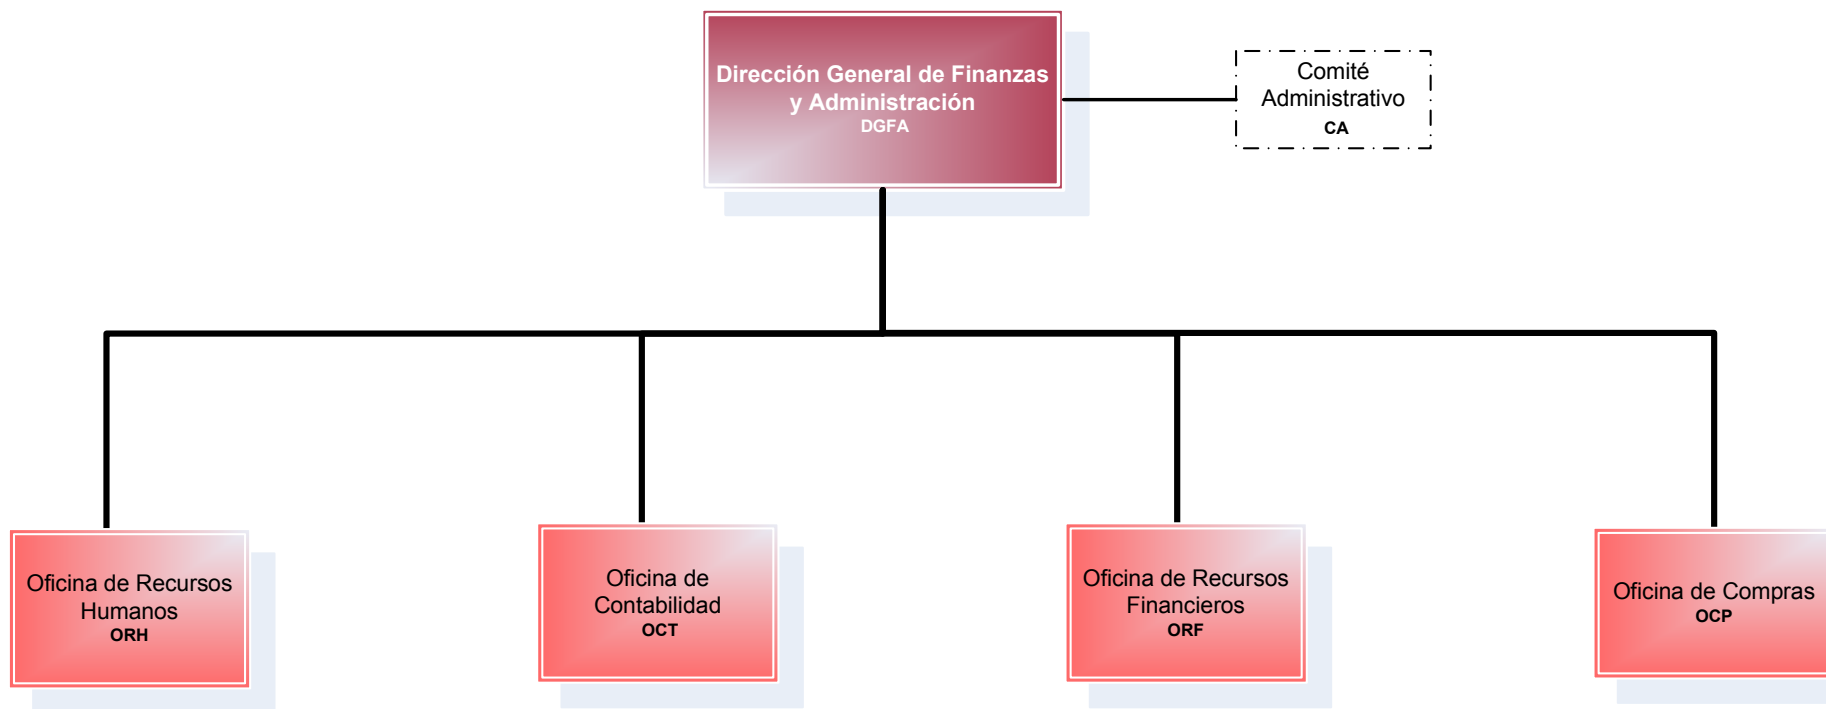 Dirección General de Finanzas
y Administración
DGFA
Comité
Administrativo
CA
Oficina de Recursos
Humanos
ORH
Oficina de
Contabilidad
OCT
Oficina de Recursos
Financieros
ORF
Oficina de Compras
OCP